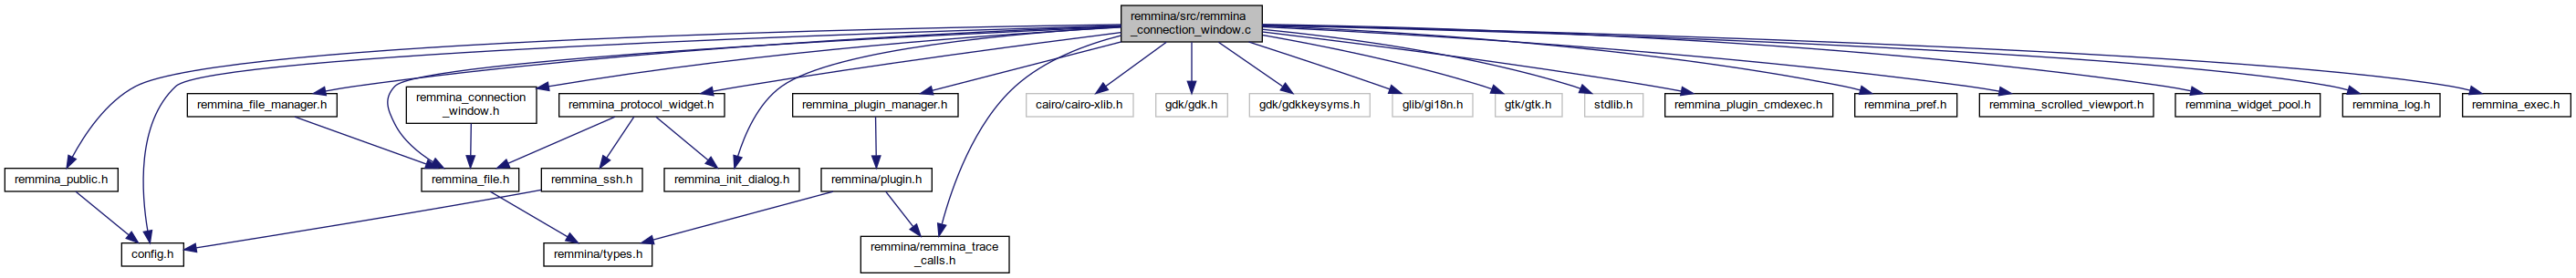 remmina/src/remmina
_connection_window.c
remmina_file_manager.h
remmina_connection
_window.h
remmina_protocol_widget.h
remmina_plugin_manager.h
cairo/cairo-xlib.h
gdk/gdk.h
gdk/gdkkeysyms.h
glib/gi18n.h
gtk/gtk.h
stdlib.h
remmina_plugin_cmdexec.h
remmina_pref.h
remmina_scrolled_viewport.h
remmina_widget_pool.h
remmina_log.h
remmina_exec.h
remmina_public.h
remmina_file.h
remmina_ssh.h
remmina_init_dialog.h
remmina/plugin.h
config.h
remmina/types.h
remmina/remmina_trace
_calls.h